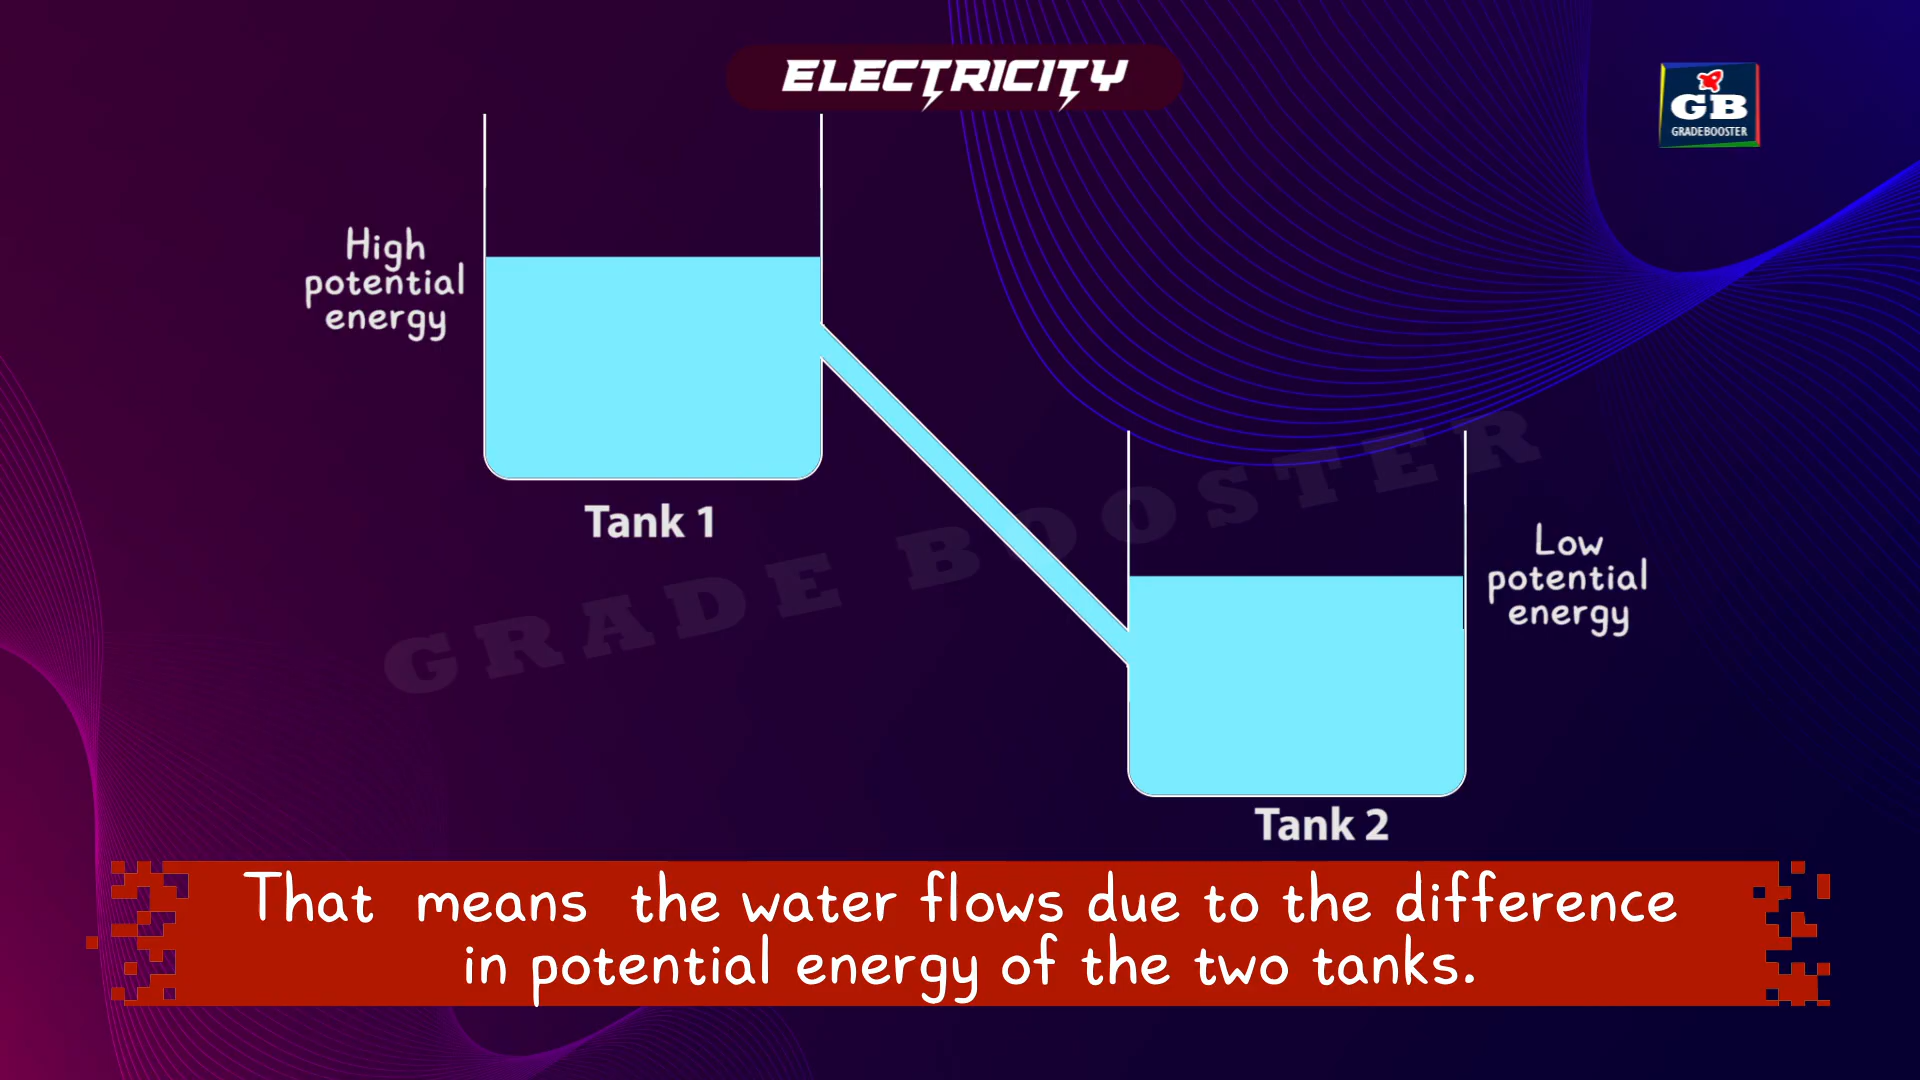 ELECTRICITY
GB
GRADEBOOSTER
High
potential
energy
Tank 1
GRADE BOOSTER
Low
potential
energy
Tank 2
That means the water flows due to the difference
in potential energy of the two tanks.